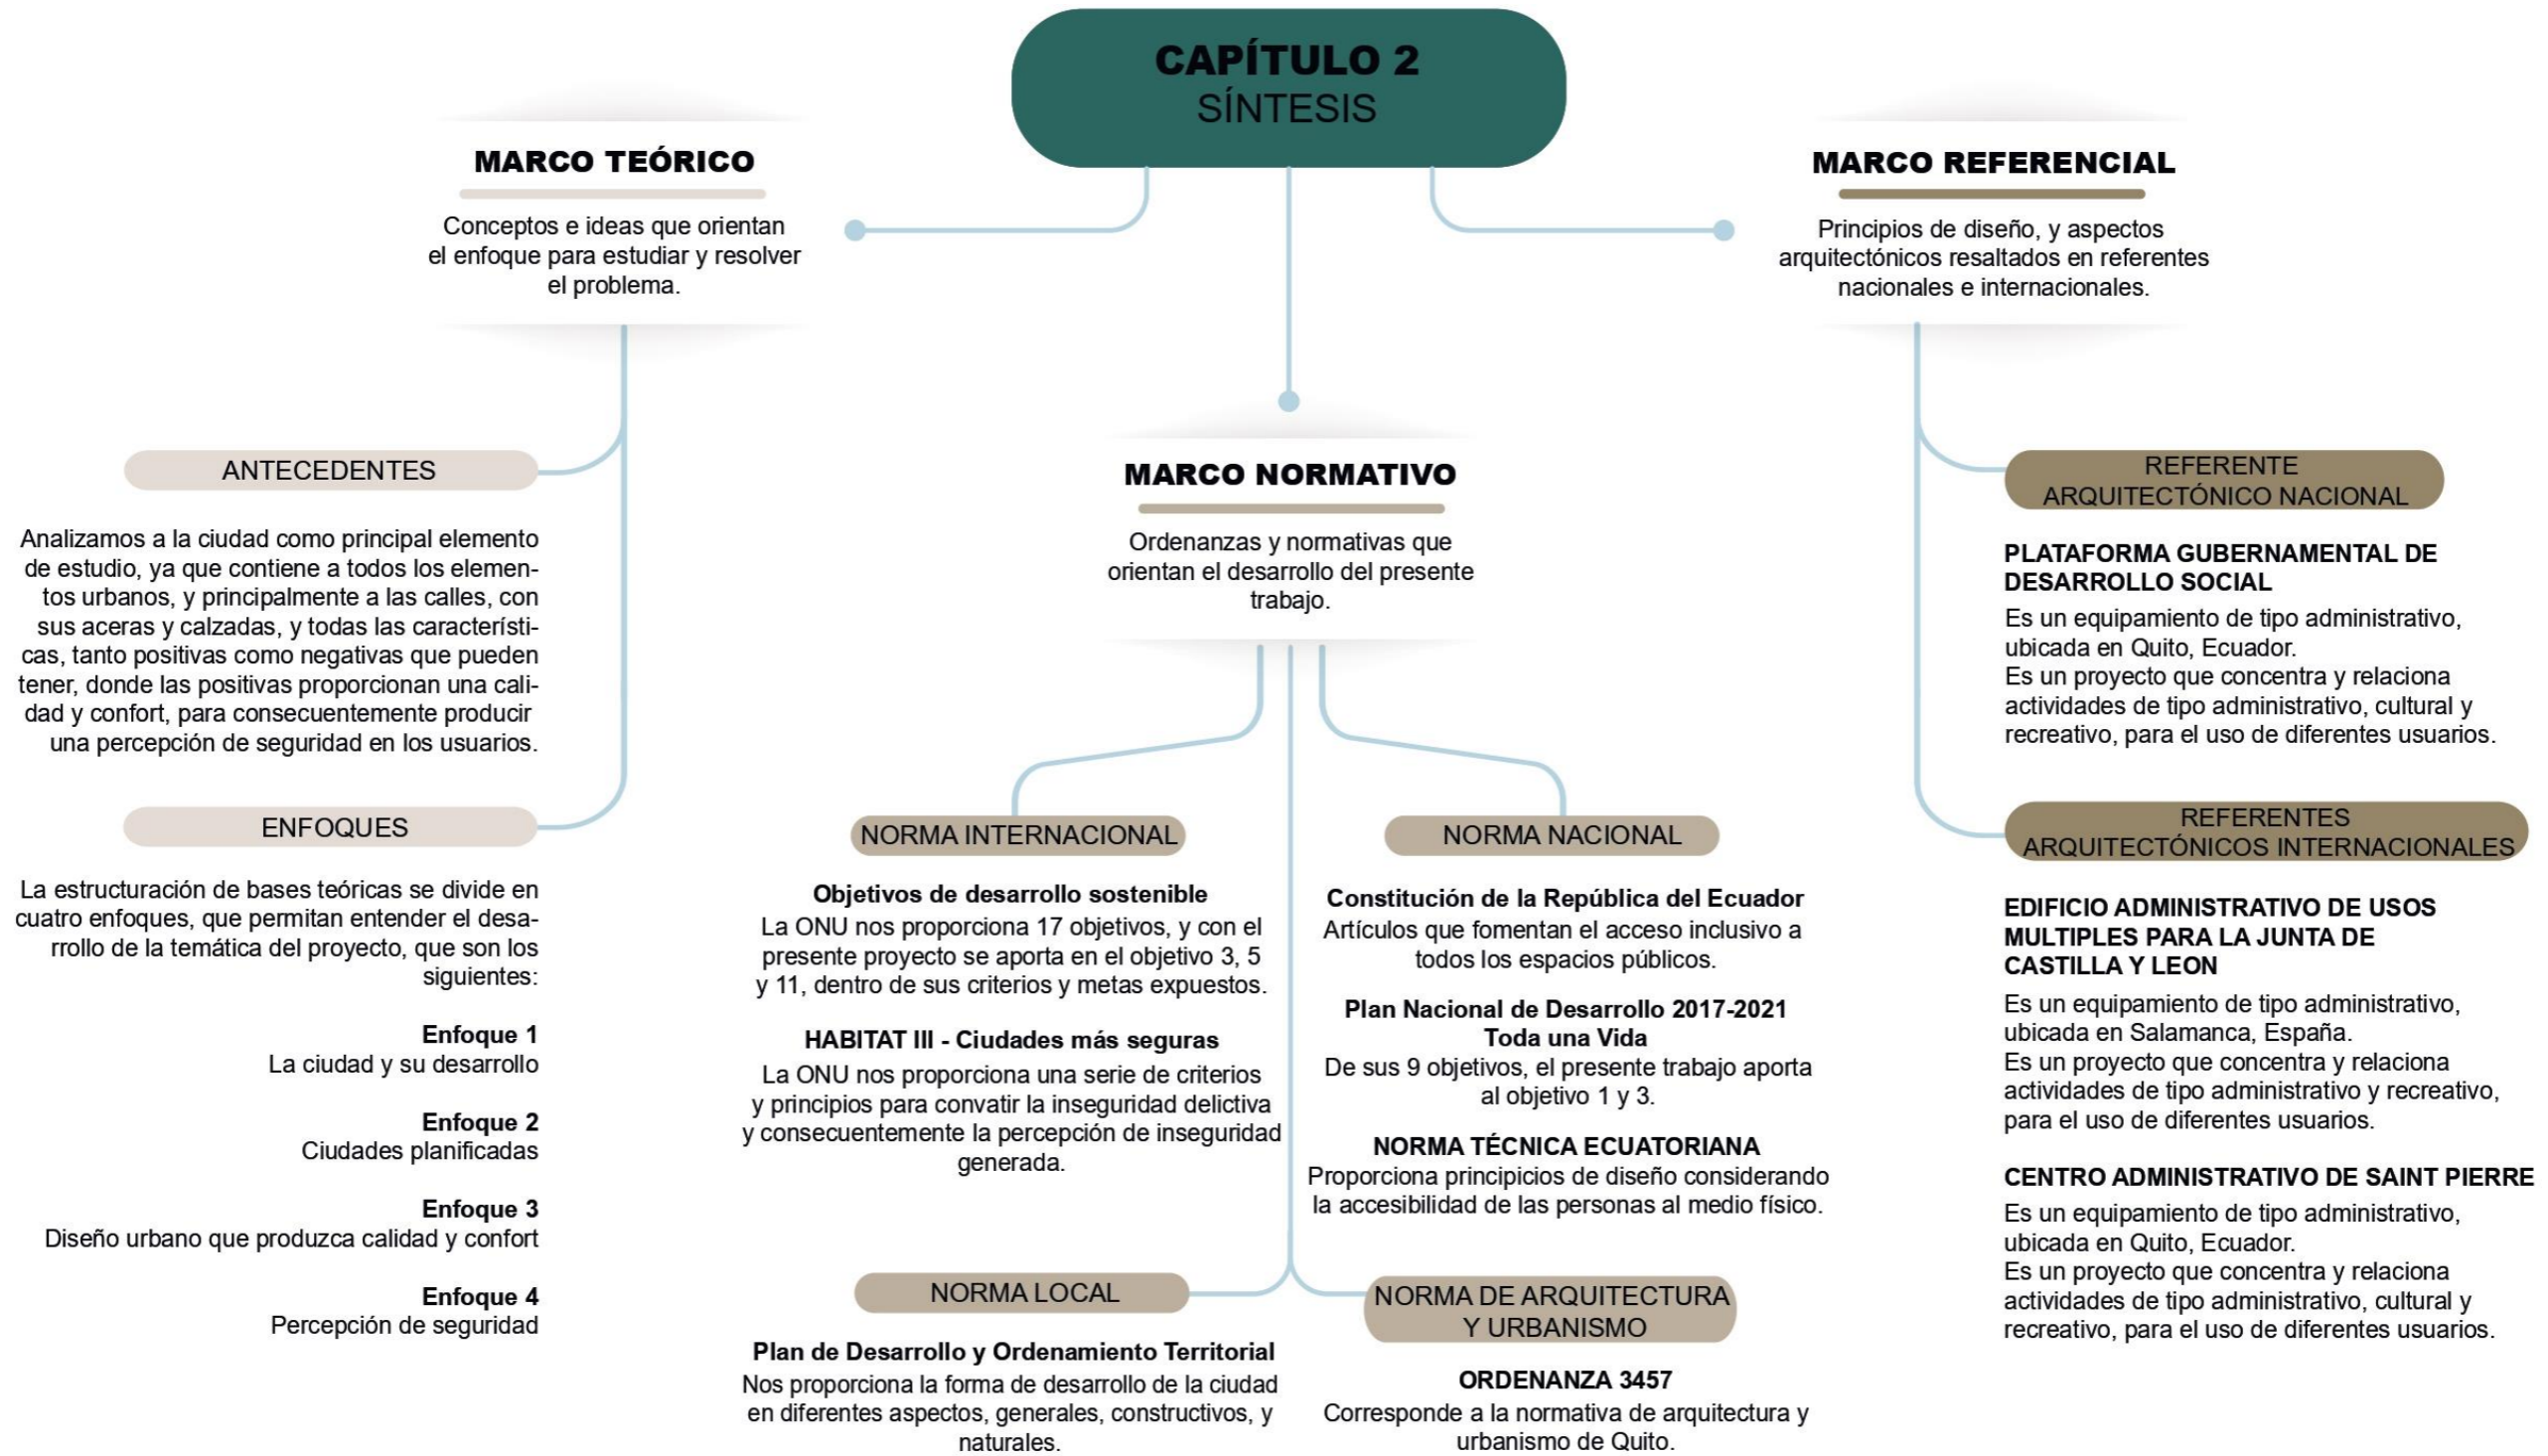 CAPÍTULO 2
SÍNTESIS
MARCO TEÓRICO
Conceptos e ideas que orientan
el enfoque para estudiar y resolver
el problema.
ANTECEDENTES
Analizamos a la ciudad como principal elemento
de estudio, ya que contiene a todos los elemen-
tos urbanos, y principalmente a las calles, con
sus aceras y calzadas, y todas las característi-
cas, tanto positivas como negativas que pueden
tener, donde las positivas proporcionan una cali-
dad y confort, para consecuentemente producir
una percepción de seguridad en los usuarios.
ENFOQUES
La estructuración de bases teóricas se divide en
cuatro enfoques, que permitan entender el desa-
rrollo de la temática del proyecto, que son los
siguientes:
Enfoque 1
La ciudad y su desarrollo
Enfoque 2
Ciudades planificadas
Enfoque 3
Diseño urbano que produzca calidad y confort
Enfoque 4
Percepción de seguridad
MARCO NORMATIVO
Ordenanzas y normativas que
orientan el desarrollo del presente
trabajo.
NORMA INTERNACIONAL
Objetivos de desarrollo sostenible
La ONU nos proporciona 17 objetivos, y con el
presente proyecto se aporta en el objetivo 3, 5
y 11, dentro de sus criterios y metas expuestos.
HABITAT III - Ciudades más seguras
La ONU nos proporciona una serie de criterios
y principios para convatir la inseguridad delictiva
y consecuentemente la percepción de inseguridad
generada.
NORMA NACIONAL
Constitución de la República del Ecuador
Artículos que fomentan el acceso inclusivo a
todos los espacios públicos.
Plan Nacional de Desarrollo 2017-2021
Toda una Vida
De sus 9 objetivos, el presente trabajo aporta
al objetivo 1 y 3.
NORMA TÉCNICA ECUATORIANA
Proporciona principicios de diseño considerando
la accesibilidad de las personas al medio físico.
NORMA LOCAL
Plan de Desarrollo y Ordenamiento Territorial
Nos proporciona la forma de desarrollo de la ciudad
en diferentes aspectos, generales, constructivos, y
naturales.
NORMA DE ARQUITECTURA
Y URBANISMO
ORDENANZA 3457
Corresponde a la normativa de arquitectura y
urbanismo de Quito.
MARCO REFERENCIAL
Principios de diseño, y aspectos
arquitectónicos resaltados en referentes
nacionales e internacionales.
REFERENTE
ARQUITECTÓNICO NACIONAL
PLATAFORMA GUBERNAMENTAL DE
DESARROLLO SOCIAL
Es un equipamiento de tipo administrativo,
ubicada en Quito, Ecuador.
Es un proyecto que concentra y relaciona
actividades de tipo administrativo, cultural y
recreativo, para el uso de diferentes usuarios.
REFERENTES
ARQUITECTÓNICOS INTERNACIONALES
EDIFICIO ADMINISTRATIVO DE USOS
MULTIPLES PARA LA JUNTA DE
CASTILLA Y LEON
Es un equipamiento de tipo administrativo,
ubicada en Salamanca, España.
Es un proyecto que concentra y relaciona
actividades de tipo administrativo y recreativo,
para el uso de diferentes usuarios.
CENTRO ADMINISTRATIVO DE SAINT PIERRE
Es un equipamiento de tipo administrativo,
ubicada en Quito, Ecuador.
Es un proyecto que concentra y relaciona
actividades de tipo administrativo, cultural y
recreativo, para el uso de diferentes usuarios.